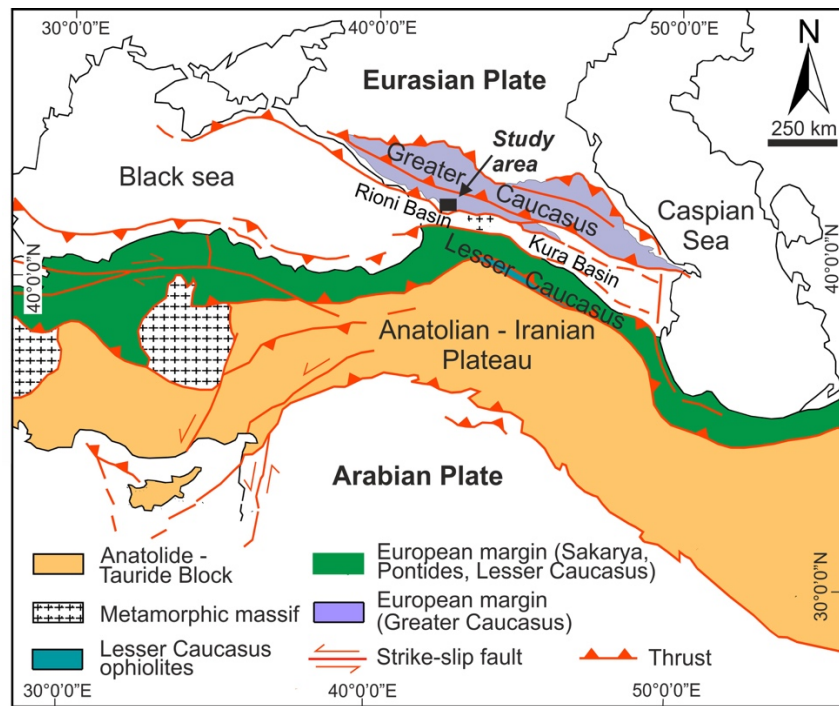 30°0'0"E
40°0'0"E
50°0'0"E
N
250 km
Eurasian Plate
Study
area
Greater
Caucasus
Black sea
Rioni Basin
Caspian
Sea
Kura Basin
Lesser Caucasus
40°0'0"N
40°0'0"N
Anatolian - Iranian
Plateau
Arabian Plate
30°0'0"N
Anatolide -
Tauride Block
European margin (Sakarya,
Pontides, Lesser Caucasus)
Metamorphic massif
European margin
(Greater Caucasus)
Lesser Caucasus
ophiolites
Strike-slip fault
Thrust
30°0'0"E
40°0'0"E
50°0'0"E